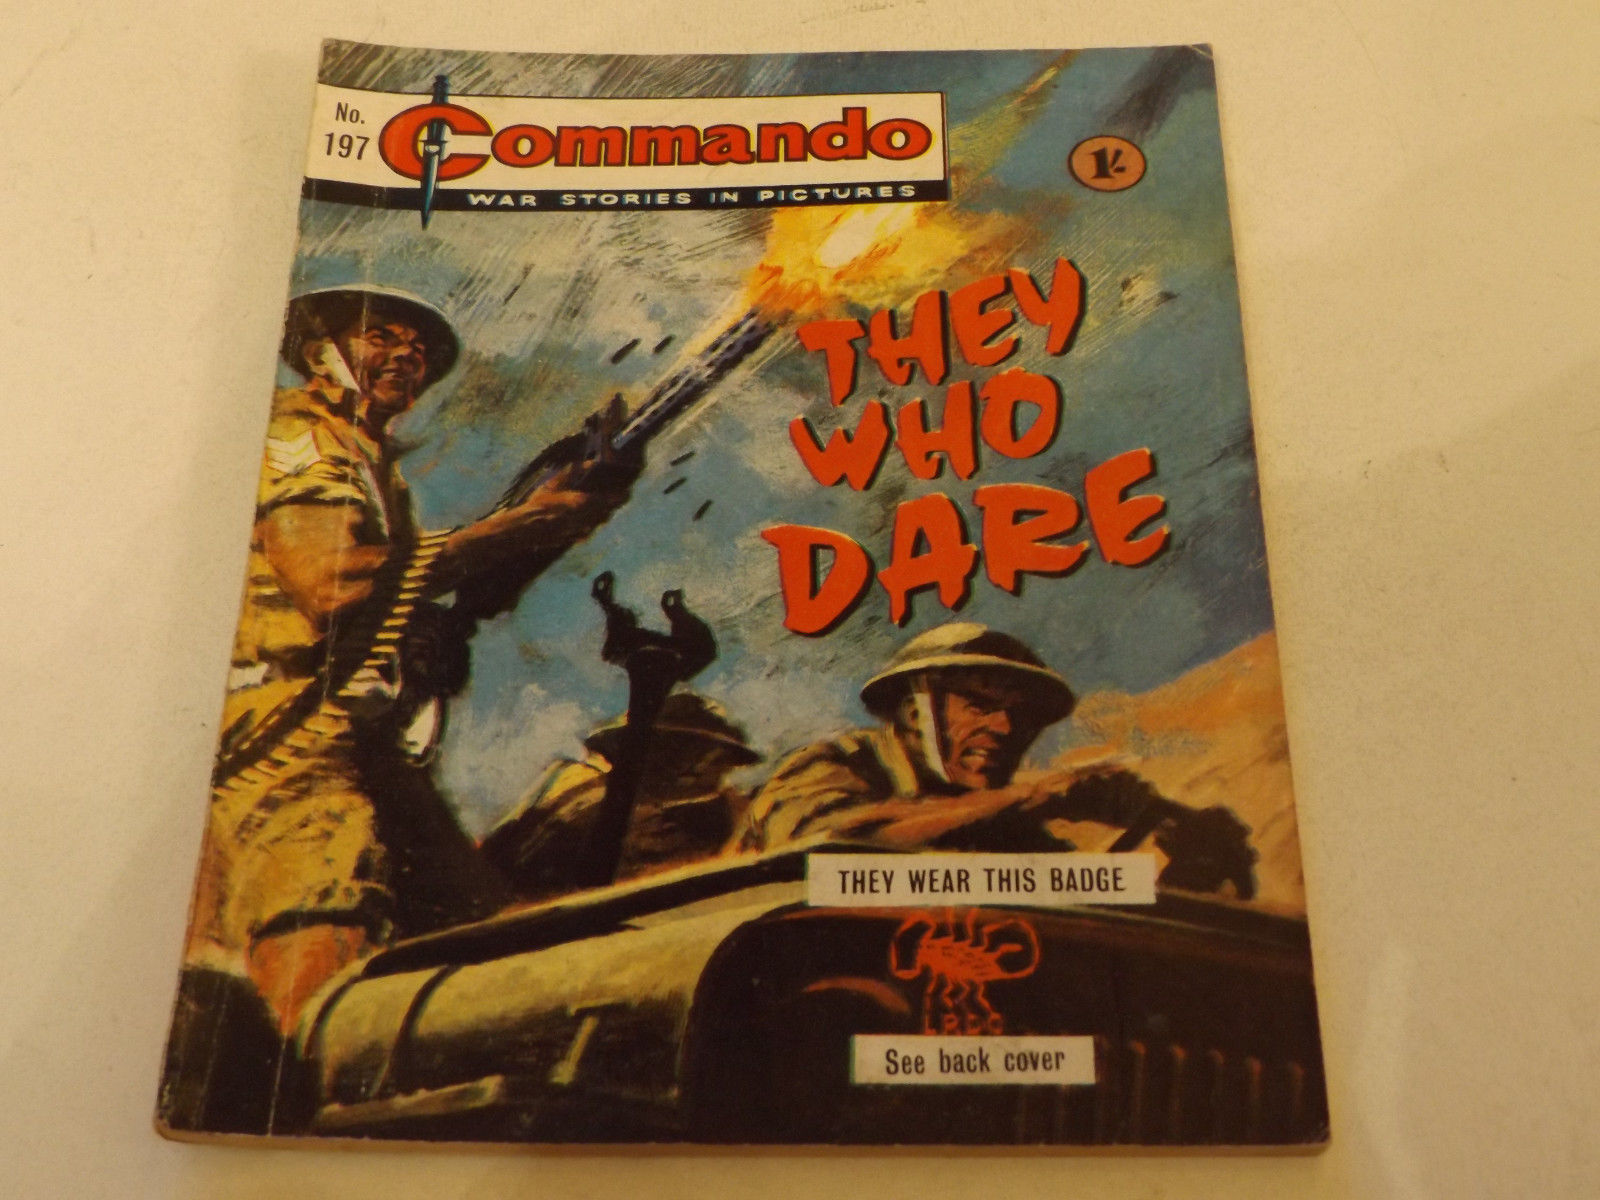 No.
197
Commando
WAR STORIES IN PICTURES
1/-
THEY
WHO
DARE
THEY WEAR THIS BADGE
L.R.D.G
See back cover